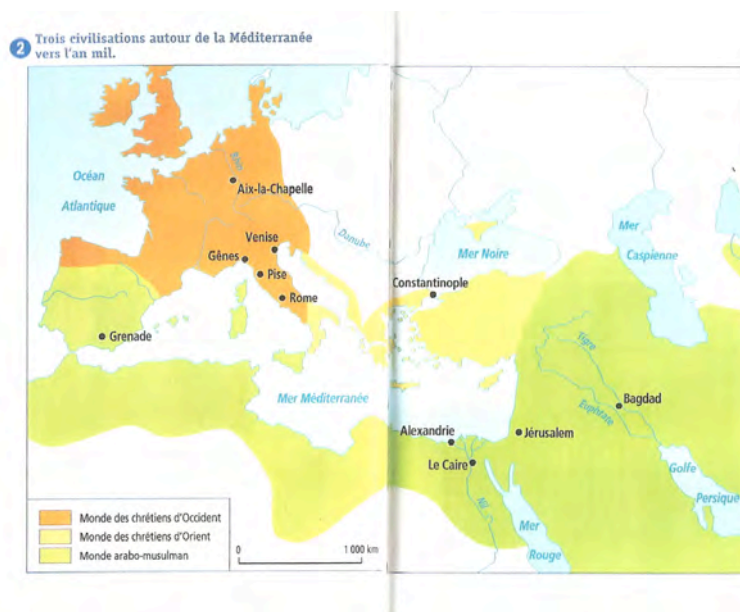 2 Trois civilisations autour de la Méditerranée
vers l'an mil.
Océan
Atlantique
Rhin
Aix-la-Chapelle
Venise
Danube
Gênes
Pise
Rome
Grenade
Mer Méditerranée
Mer Noire
Mer
Caspienne
Constantinople
Tigre
Euphrate
Bagdad
Alexandrie
Jérusalem
Le Caire
Nil
Golfe
Persique
Mer
Rouge
Monde des chrétiens d'Occident
Monde des chrétiens d'Orient
Monde arabo-musulman
0 1 000 km